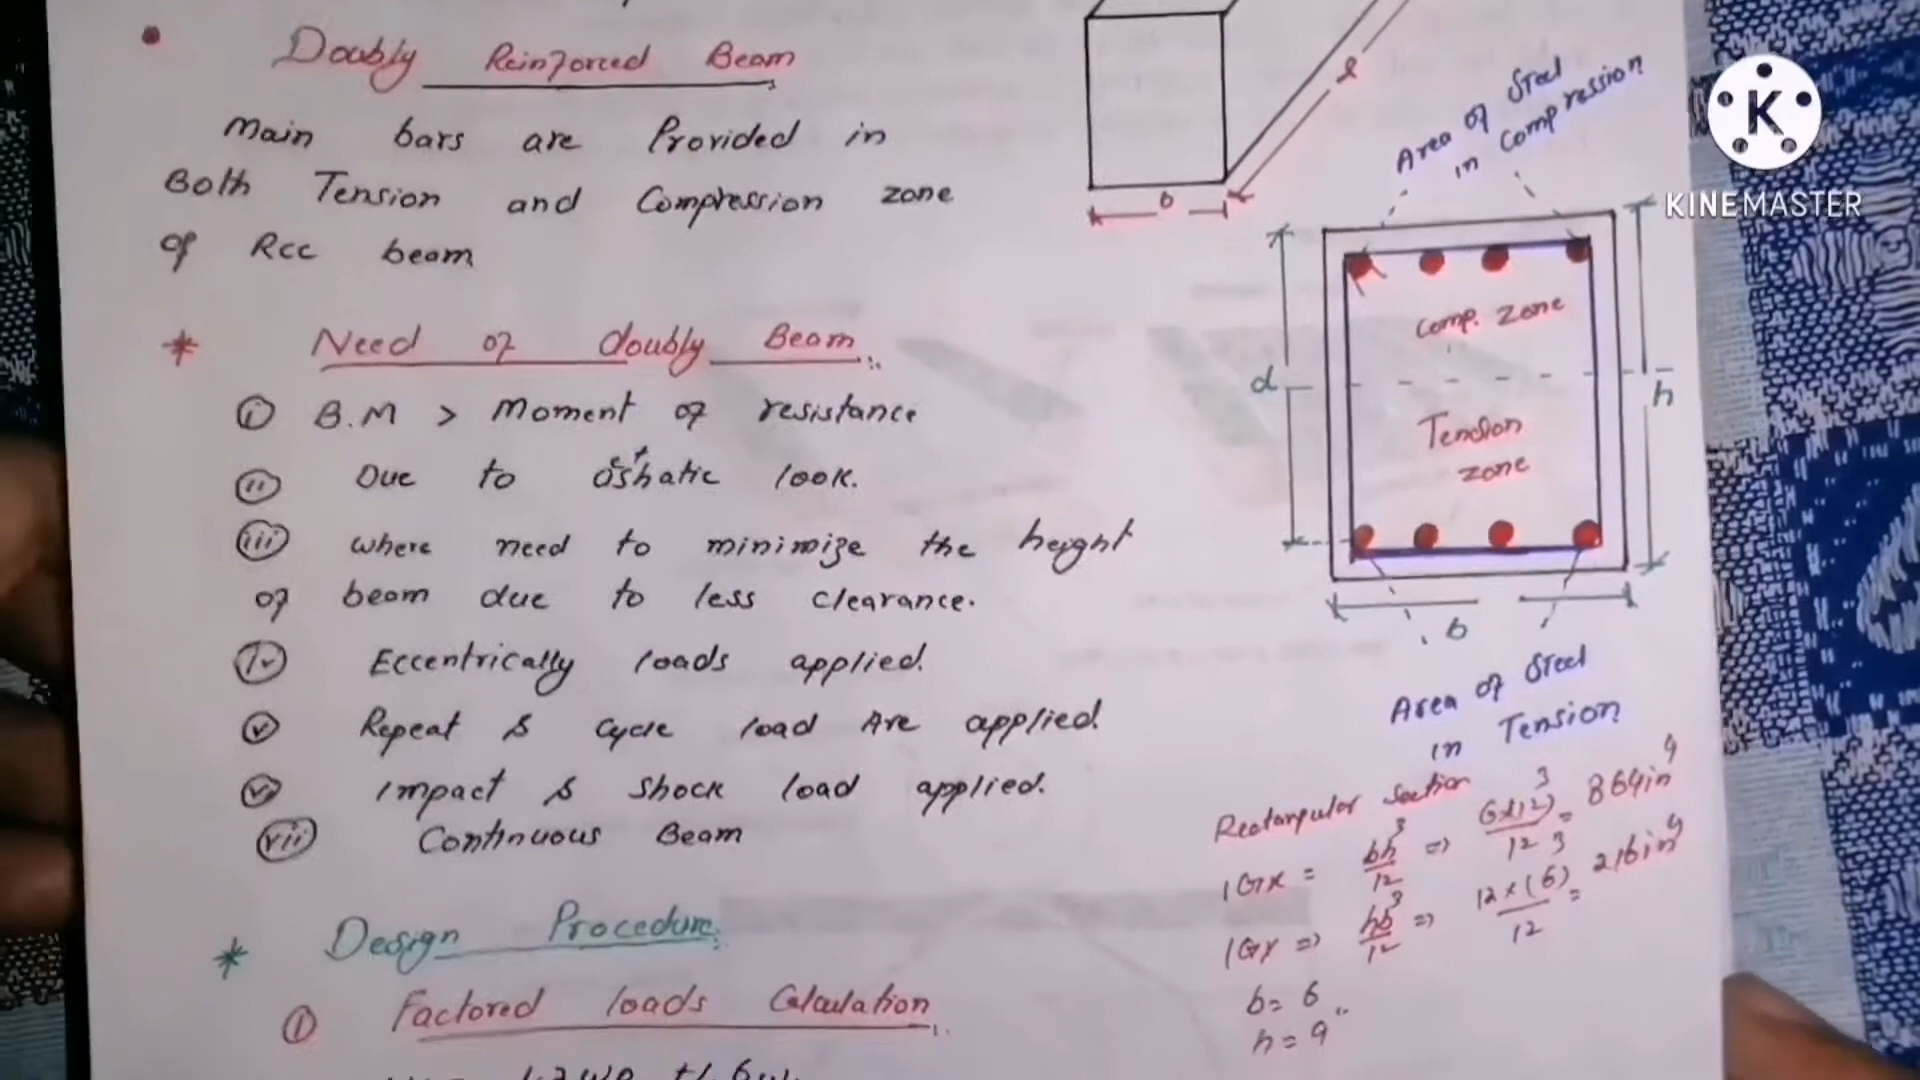 Doubly Reinforced Beam
Main bars are Provided in
Both Tension and Compression zone
of Rcc beam
* Need of doubly Beam
i B.M > Moment of resistance
ii Due to look.
iii where need to minimize the height
of beam due to less clearance.
iv Eccentrically loads applied.
v Repeat & Cycle load Are applied.
v Impact & Shock load applied.
vii Continuous Beam
* Design Procedure
1 Factored loads Calculation
l
b
Area of Steel
in Compression
K
KINEMASTER
Comp. zone
d
h
Tension
zone
b
Area of Steel
in Tension
Rectangular Section
IGx = bh³/12 => 6x(12)³/12 = 864in⁴
IGy => hb³/12 => 12x(6)³/12 = 216in⁴
b = 6"
h = 9